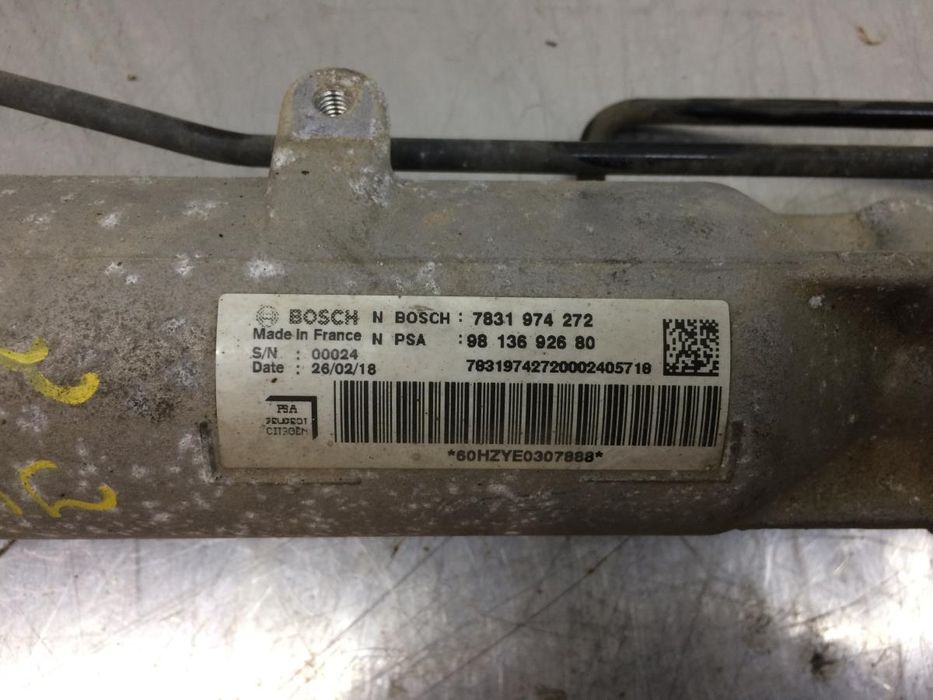 BOSCH N BOSCH : 7831 974 272
Made in France N PSA : 98 136 926 80
S/N : 00024
Date : 26/02/18
78319742720002405718
PSA
PEUGEOT
CITROËN
*60HZYE0307888*